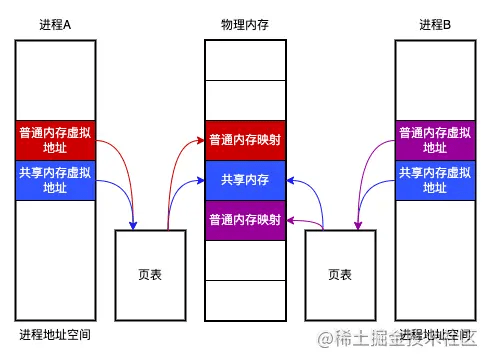 进程A
物理内存
进程B
普通内存虚拟
地址
共享内存虚拟
地址
普通内存映射
共享内存
普通内存映射
普通内存虚拟
地址
共享内存虚拟
地址
页表
页表
进程地址空间
进程地址空间
@稀土掘金技术社区